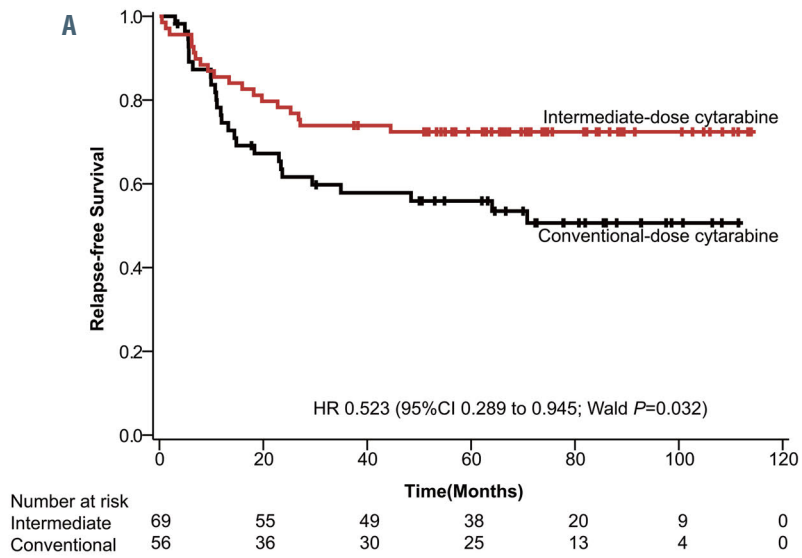 A
1.0
0.8
0.6
0.4
0.2
0.0
Relapse-free Survival
Intermediate-dose cytarabine
Conventional-dose cytarabine
HR 0.523 (95%CI 0.289 to 0.945; Wald P=0.032)
0 20 40 60 80 100 120
Time(Months)
Number at risk
Intermediate 69 55 49 38 20 9 0
Conventional 56 36 30 25 13 4 0